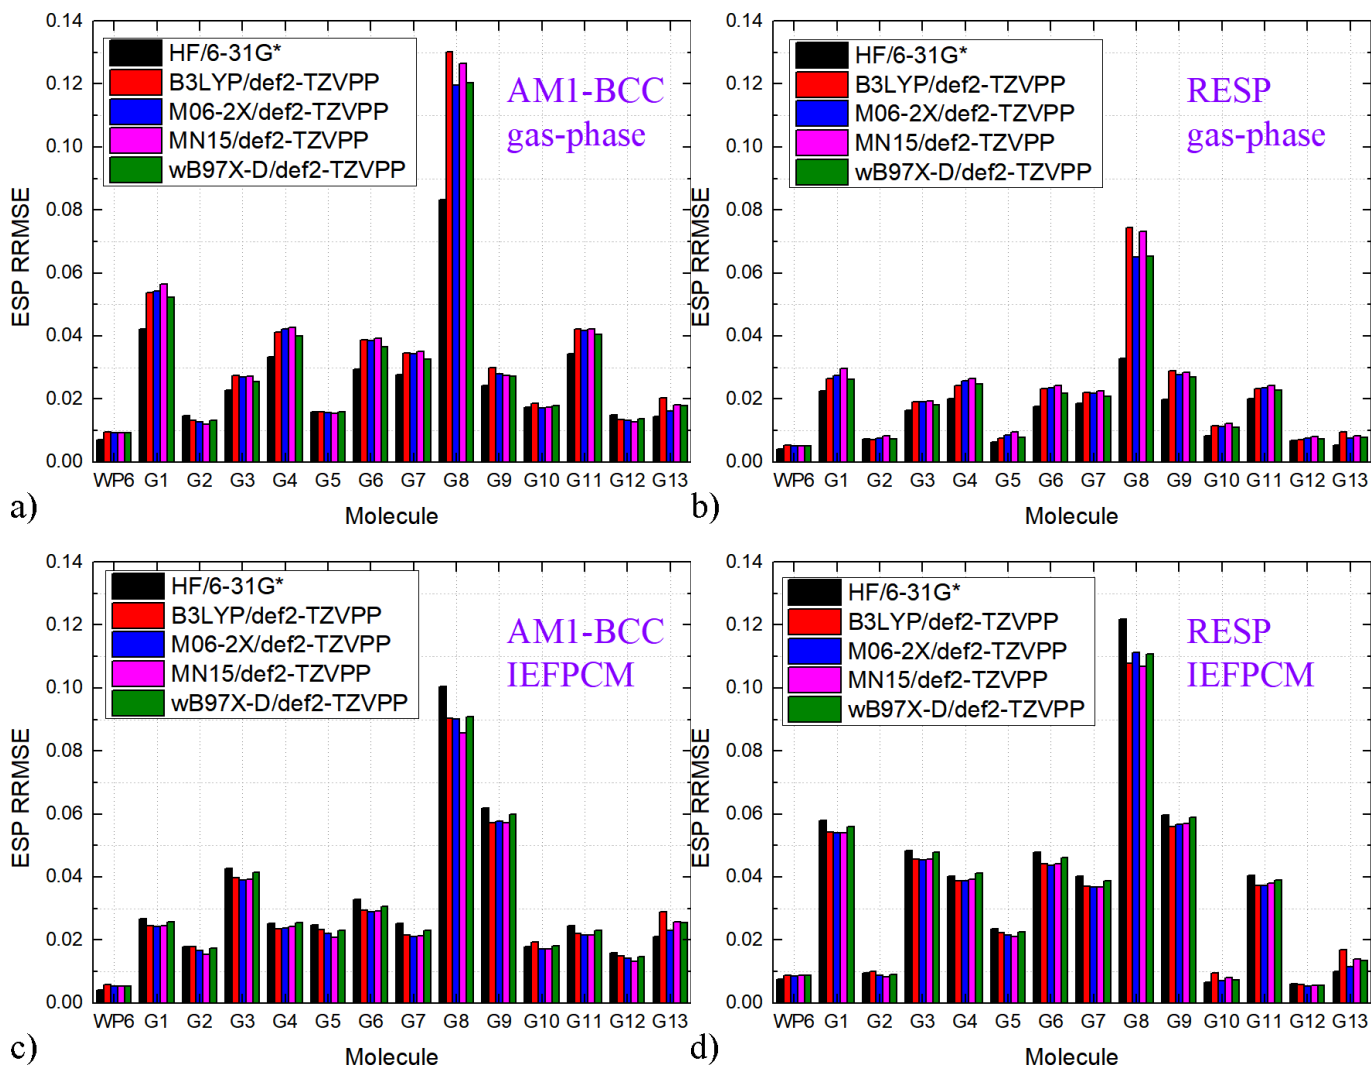 0.14
0.12
0.10
0.08
0.06
0.04
0.02
0.00
ESP RRMSE
HF/6-31G*
B3LYP/def2-TZVPP
M06-2X/def2-TZVPP
MN15/def2-TZVPP
wB97X-D/def2-TZVPP
AM1-BCC
gas-phase
WP6 G1 G2 G3 G4 G5 G6 G7 G8 G9 G10 G11 G12 G13
Molecule
a)
0.14
0.12
0.10
0.08
0.06
0.04
0.02
0.00
ESP RRMSE
HF/6-31G*
B3LYP/def2-TZVPP
M06-2X/def2-TZVPP
MN15/def2-TZVPP
wB97X-D/def2-TZVPP
RESP
gas-phase
WP6 G1 G2 G3 G4 G5 G6 G7 G8 G9 G10 G11 G12 G13
Molecule
b)
0.14
0.12
0.10
0.08
0.06
0.04
0.02
0.00
ESP RRMSE
HF/6-31G*
B3LYP/def2-TZVPP
M06-2X/def2-TZVPP
MN15/def2-TZVPP
wB97X-D/def2-TZVPP
AM1-BCC
IEFPCM
WP6 G1 G2 G3 G4 G5 G6 G7 G8 G9 G10 G11 G12 G13
Molecule
c)
0.14
0.12
0.10
0.08
0.06
0.04
0.02
0.00
ESP RRMSE
HF/6-31G*
B3LYP/def2-TZVPP
M06-2X/def2-TZVPP
MN15/def2-TZVPP
wB97X-D/def2-TZVPP
RESP
IEFPCM
WP6 G1 G2 G3 G4 G5 G6 G7 G8 G9 G10 G11 G12 G13
Molecule
d)